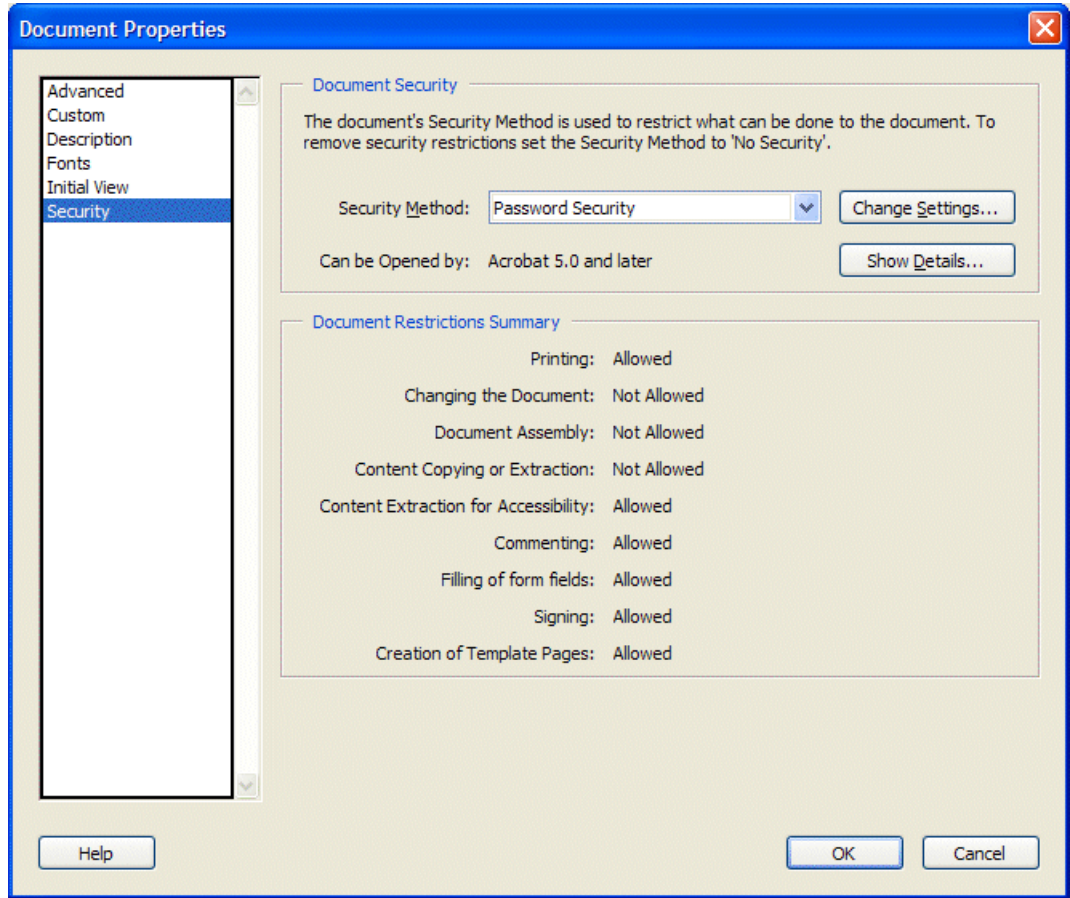 Document Properties
Advanced
Custom
Description
Fonts
Initial View
Security
Document Security
The document's Security Method is used to restrict what can be done to the document. To
remove security restrictions set the Security Method to 'No Security'.
Security Method: Password Security Change Settings...
Can be Opened by: Acrobat 5.0 and later Show Details...
Document Restrictions Summary
Printing: Allowed
Changing the Document: Not Allowed
Document Assembly: Not Allowed
Content Copying or Extraction: Not Allowed
Content Extraction for Accessibility: Allowed
Commenting: Allowed
Filling of form fields: Allowed
Signing: Allowed
Creation of Template Pages: Allowed
Help OK Cancel